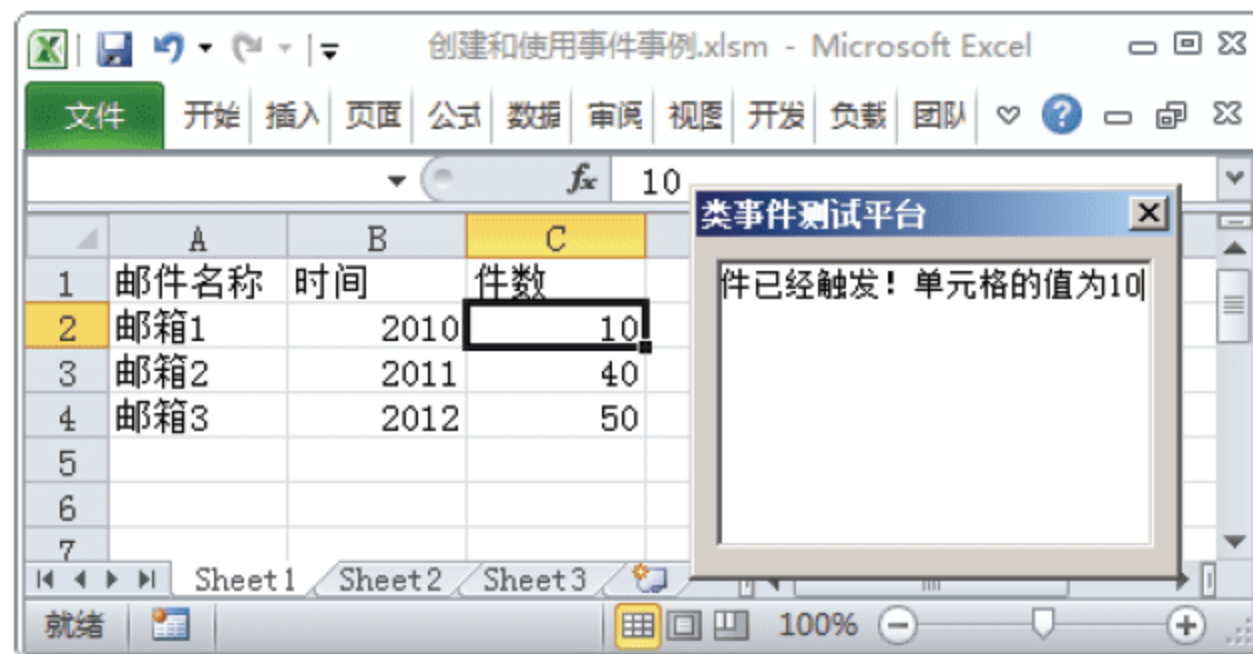 创建和使用事件事例.xlsm - Microsoft Excel
文件 开始 插入 页面 公式 数据 审阅 视图 开发 负载 团队
fx 10
类事件测试平台
件已经触发！单元格的值为10
A B C
1 邮件名称 时间 件数
2 邮箱1 2010 10
3 邮箱2 2011 40
4 邮箱3 2012 50
5
6
7
Sheet1 Sheet2 Sheet3
就绪 100%